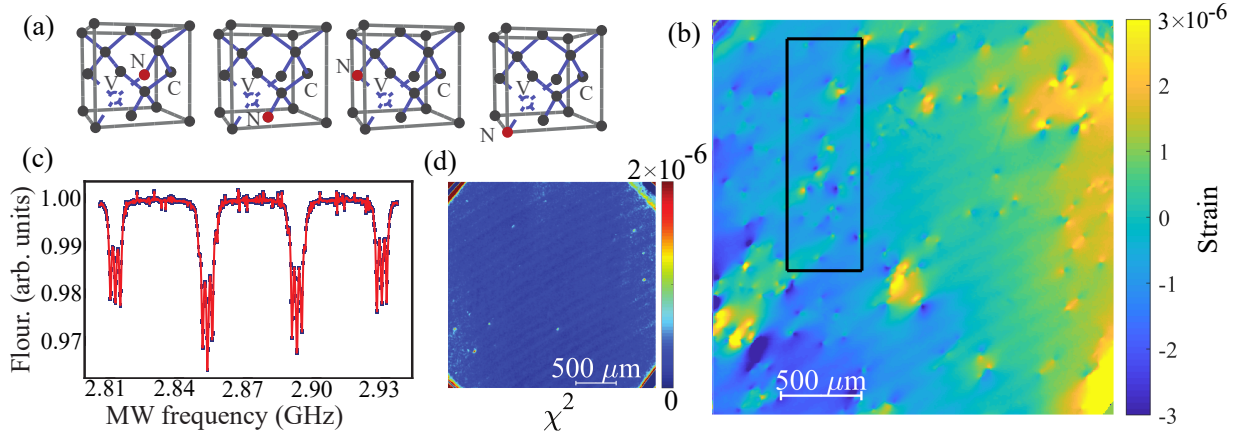 (a)
N
V
C
N
V
C
N
V
C
N
V
C
(b)
3×10-6
2
1
0
-1
-2
-3
Strain
500 μm
(c)
Flour. (arb. units)
1.00
0.99
0.98
0.97
2.81
2.84
2.87
2.90
2.93
MW frequency (GHz)
(d)
2×10-6
0
500 μm
χ2